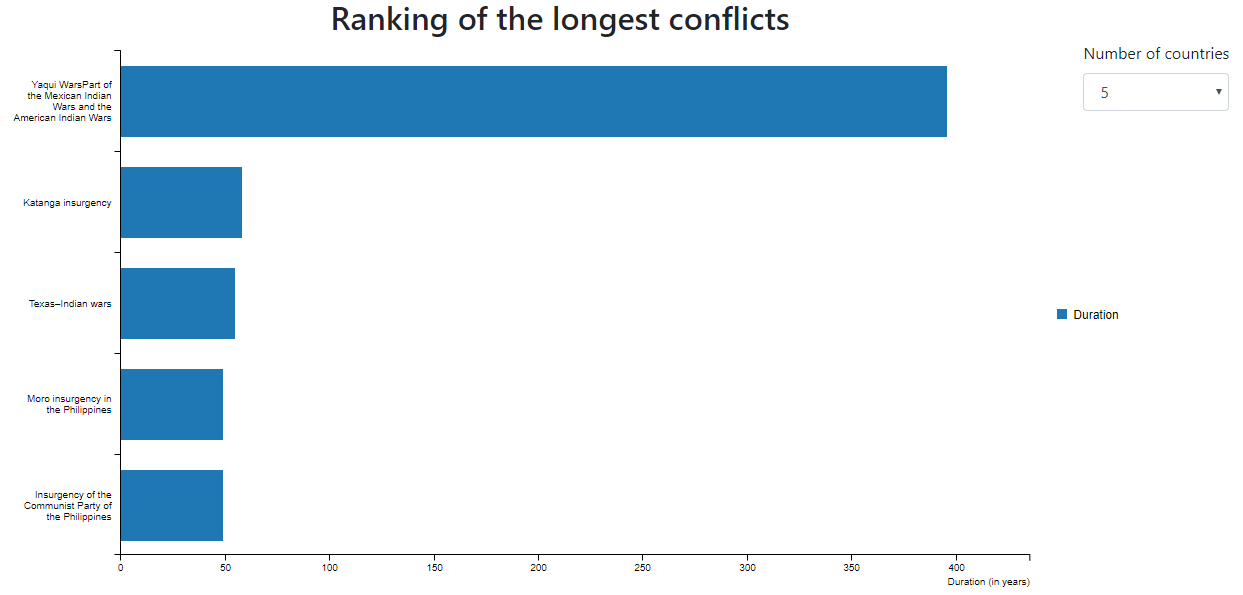 Ranking of the longest conflicts
Number of countries
5
Yaqui WarsPart of
the Mexican Indian
Wars and the
American Indian Wars
Katanga insurgency
Texas–Indian wars
Moro insurgency in
the Philippines
Insurgency of the
Communist Party of
the Philippines
Duration
0 50 100 150 200 250 300 350 400
Duration (in years)